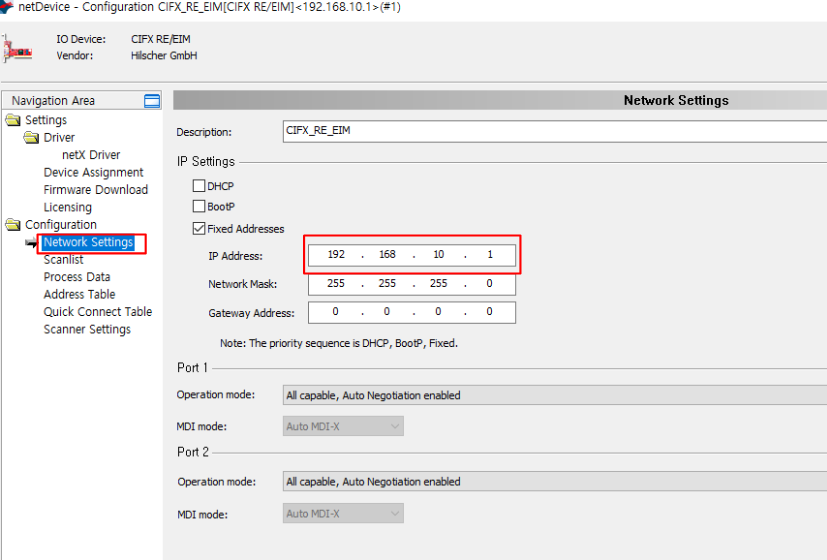 netDevice - Configuration CIFX_RE_EIM[CIFX RE/EIM]<192.168.10.1>(#1)
IO Device: CIFX RE/EIM
Vendor: Hilscher GmbH
Navigation Area
Settings
Driver
netX Driver
Device Assignment
Firmware Download
Licensing
Configuration
Network Settings
Scanlist
Process Data
Address Table
Quick Connect Table
Scanner Settings
Network Settings
Description: CIFX_RE_EIM
IP Settings
DHCP
BootP
Fixed Addresses
IP Address: 192 . 168 . 10 . 1
Network Mask: 255 . 255 . 255 . 0
Gateway Address: 0 . 0 . 0 . 0
Note: The priority sequence is DHCP, BootP, Fixed.
Port 1
Operation mode: All capable, Auto Negotiation enabled
MDI mode: Auto MDI-X
Port 2
Operation mode: All capable, Auto Negotiation enabled
MDI mode: Auto MDI-X